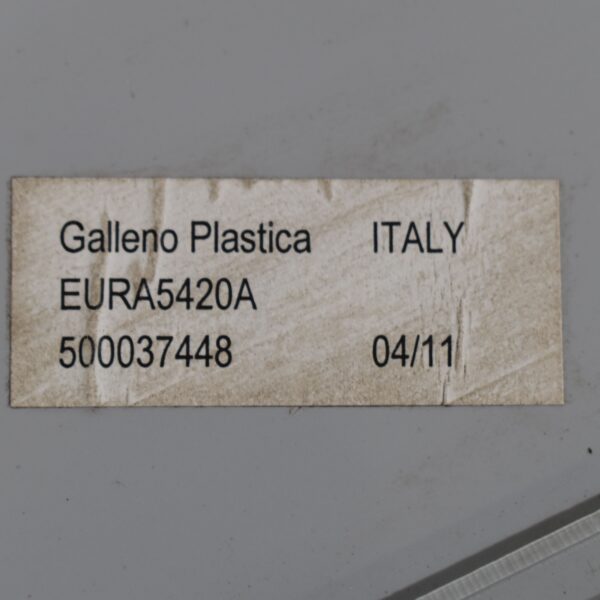 Galleno Plastica ITALY
EURA5420A
500037448 04/11